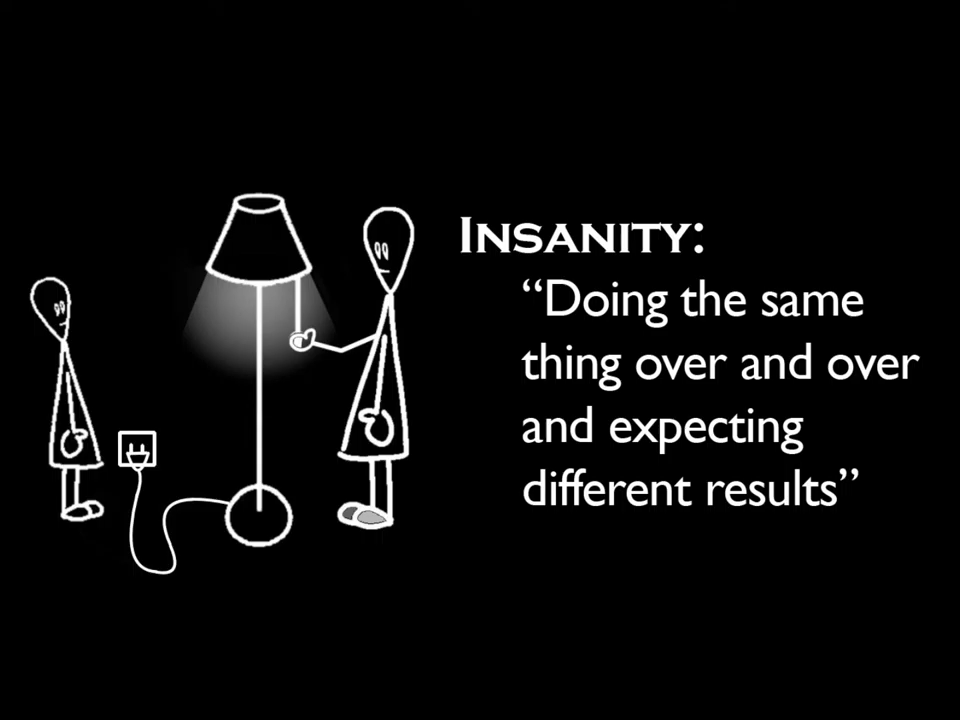 INSANITY:
“Doing the same
thing over and over
and expecting
different results”